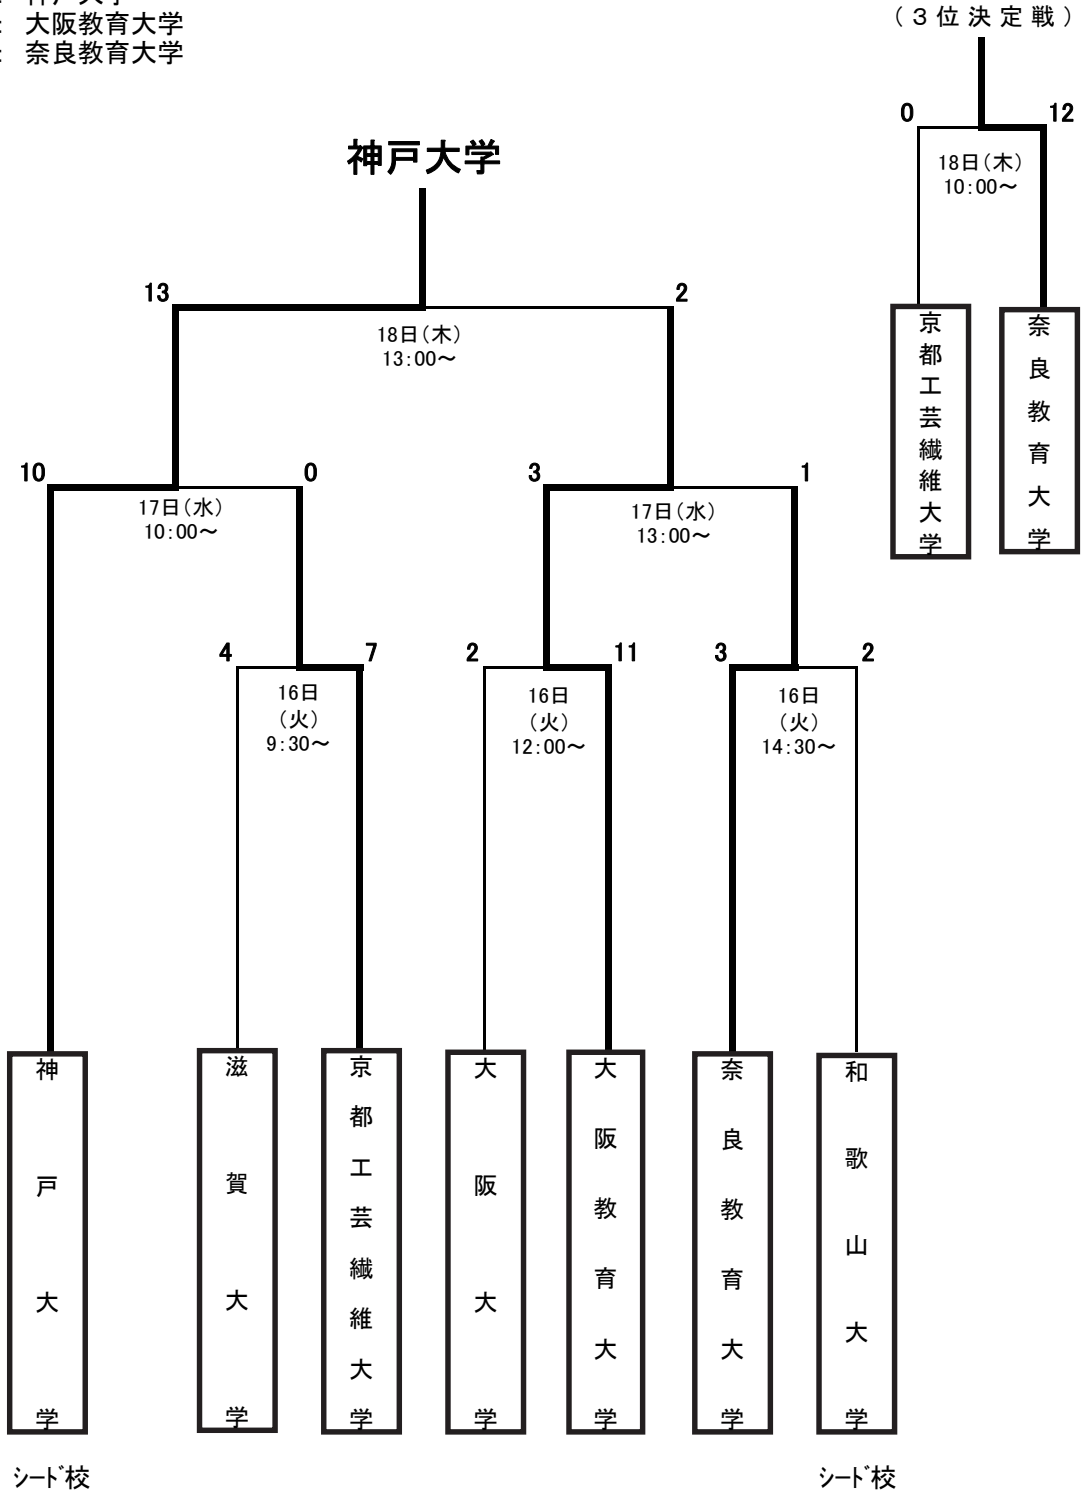 神戸大学
大阪教育大学
奈良教育大学
(3位決定戦)
0
12
18日(木)
10:00～
京都工芸繊維大学
奈良教育大学
神戸大学
13
2
18日(木)
13:00～
10
0
17日(水)
10:00～
3
1
17日(水)
13:00～
4
7
16日
(火)
9:30～
2
11
16日
(火)
12:00～
3
2
16日
(火)
14:30～
神戸大学
滋賀大学
京都工芸繊維大学
大阪大学
大阪教育大学
奈良教育大学
和歌山大学
シード校
シード校